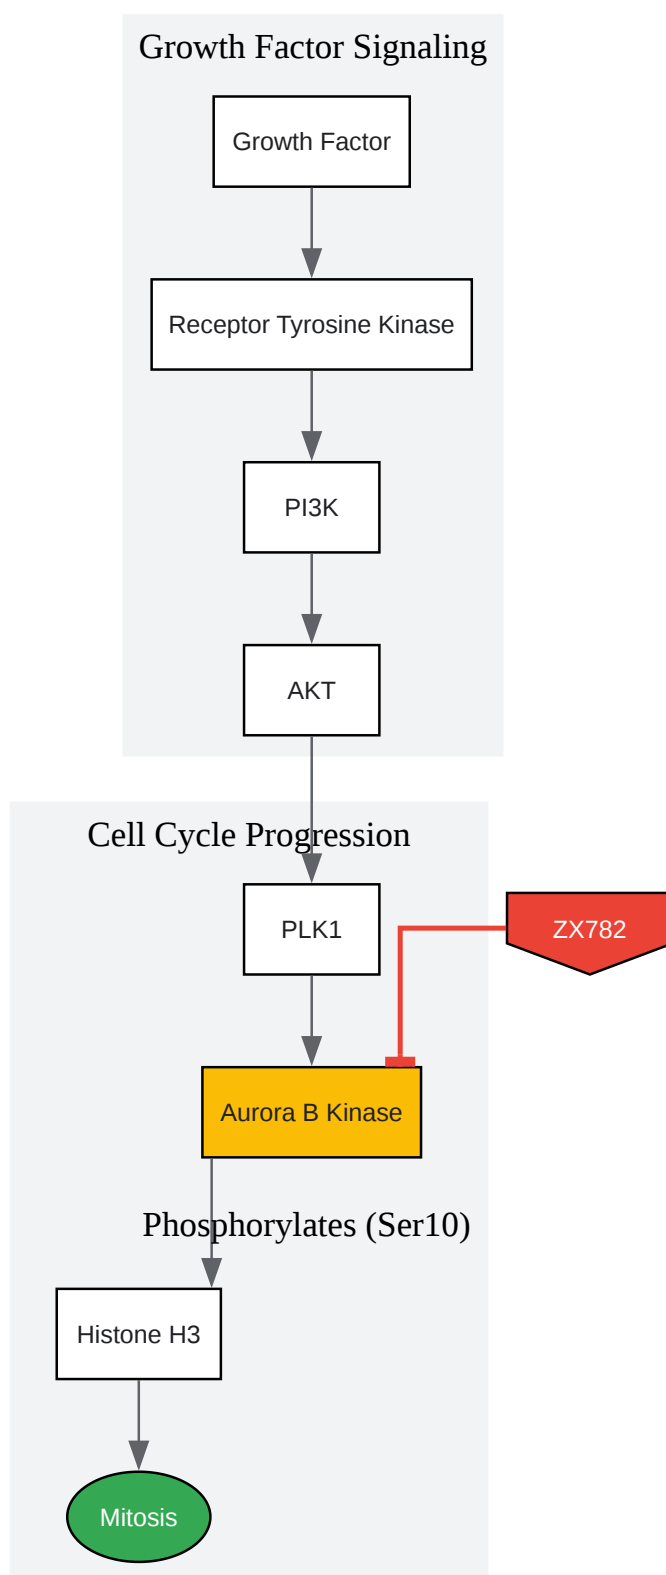 Growth Factor Signaling
Growth Factor
Receptor Tyrosine Kinase
PI3K
AKT
Cell Cycle Progression
PLK1
ZX782
Aurora B Kinase
Phosphorylates (Ser10)
Histone H3
Mitosis